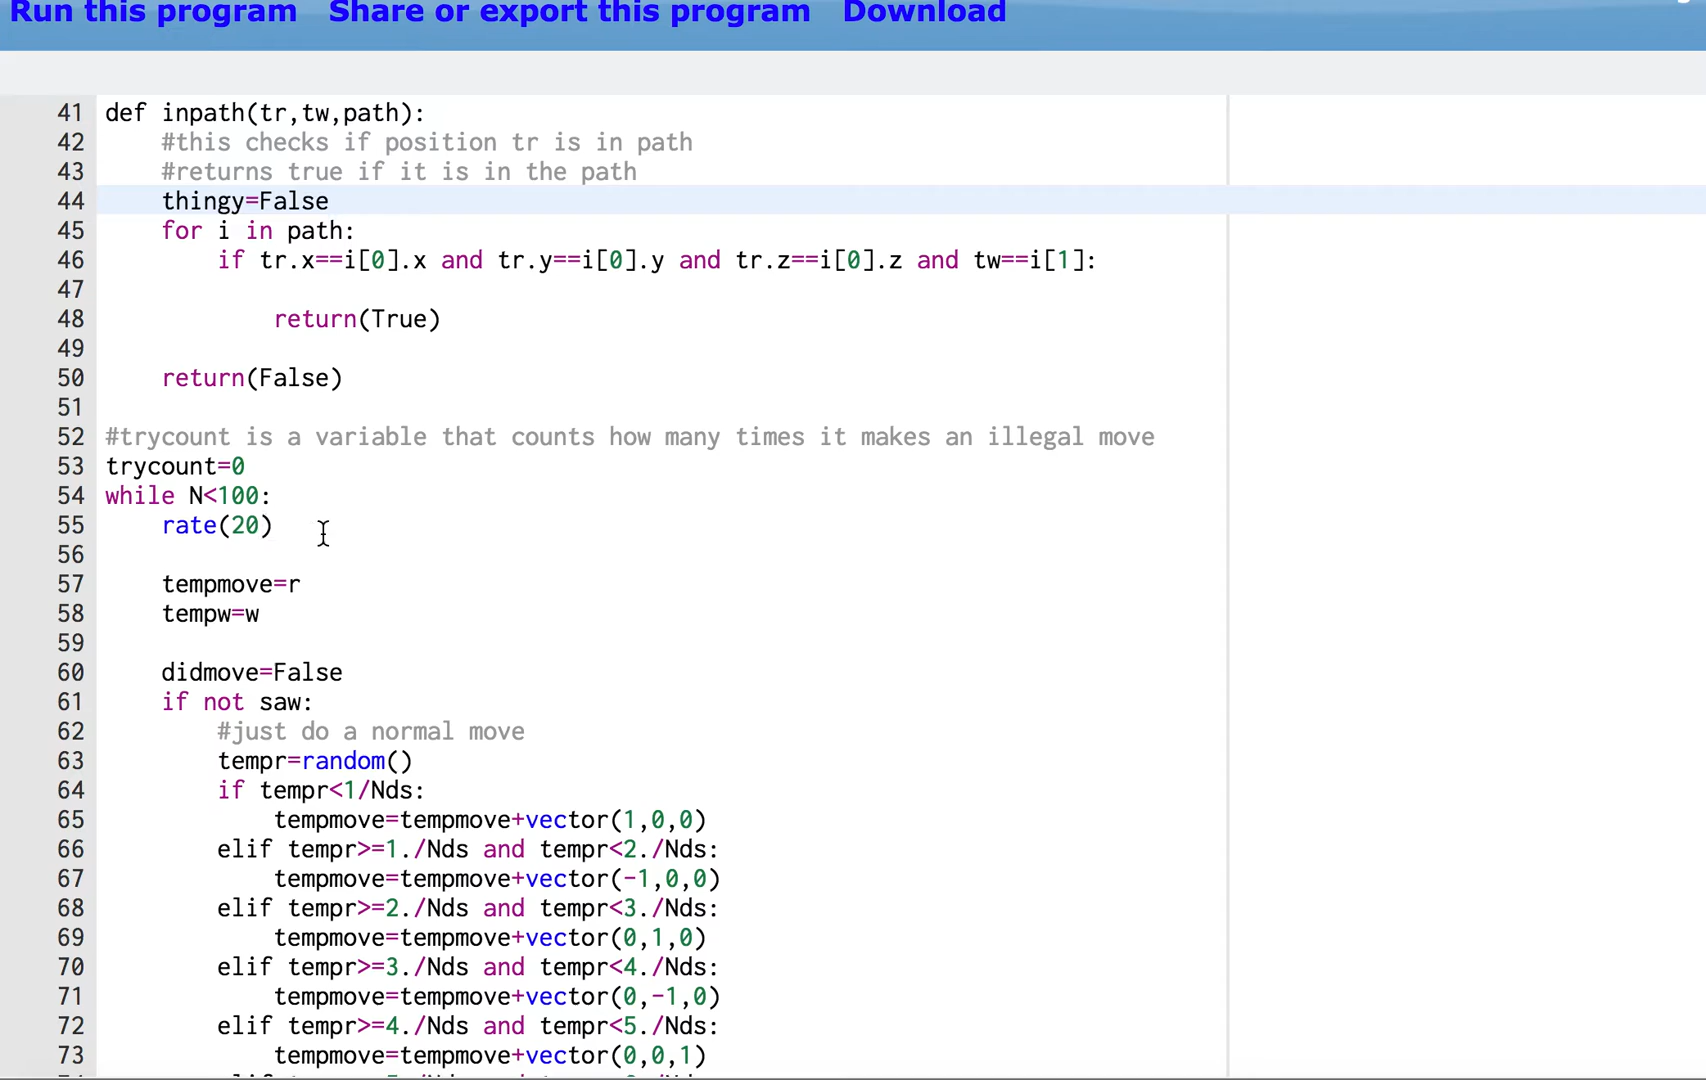 Run this program Share or export this program Download
41 def inpath(tr,tw,path):
42 #this checks if position tr is in path
43 #returns true if it is in the path
44 thingy=False
45 for i in path:
46 if tr.x==i[0].x and tr.y==i[0].y and tr.z==i[0].z and tw==i[1]:
47
48 return(True)
49
50 return(False)
51
52 #trycount is a variable that counts how many times it makes an illegal move
53 trycount=0
54 while N<100:
55 rate(20)
56
57 tempmove=r
58 tempw=w
59
60 didmove=False
61 if not saw:
62 #just do a normal move
63 tempr=random()
64 if tempr<1/Nds:
65 tempmove=tempmove+vector(1,0,0)
66 elif tempr>=1./Nds and tempr<2./Nds:
67 tempmove=tempmove+vector(-1,0,0)
68 elif tempr>=2./Nds and tempr<3./Nds:
69 tempmove=tempmove+vector(0,1,0)
70 elif tempr>=3./Nds and tempr<4./Nds:
71 tempmove=tempmove+vector(0,-1,0)
72 elif tempr>=4./Nds and tempr<5./Nds:
73 tempmove=tempmove+vector(0,0,1)